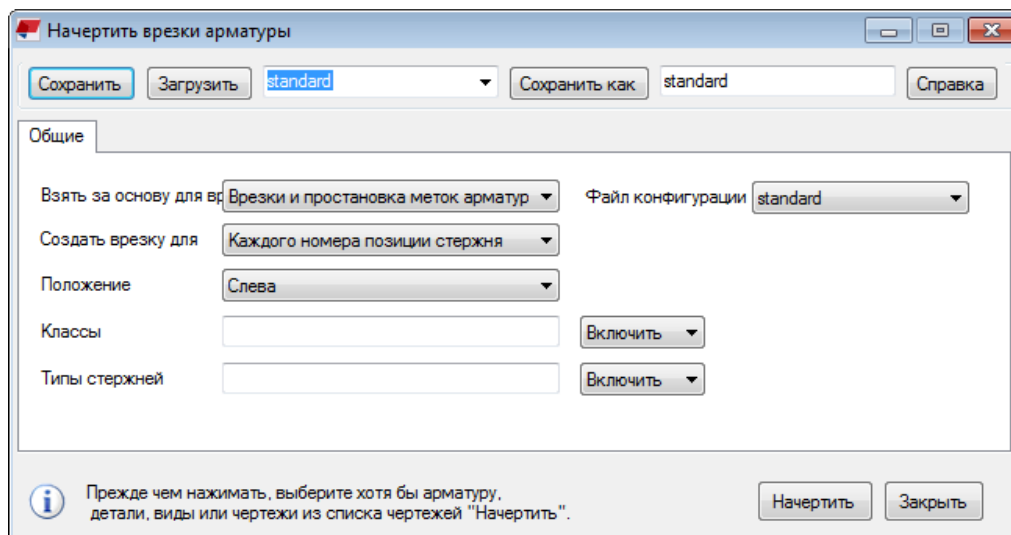 Начертить врезки арматуры
Сохранить Загрузить standard Сохранить как standard Справка
Общие
Взять за основу для вр Врезки и простановка меток арматур Файл конфигурации standard
Создать врезку для Каждого номера позиции стержня
Положение Слева
Классы Включить
Типы стержней Включить
Прежде чем нажимать, выберите хотя бы арматуру,
детали, виды или чертежи из списка чертежей "Начертить". Начертить Закрыть